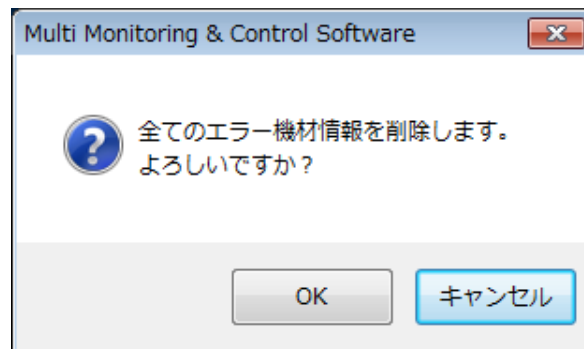 Multi Monitoring & Control Software
全てのエラー機材情報を削除します。
よろしいですか？
OK
キャンセル